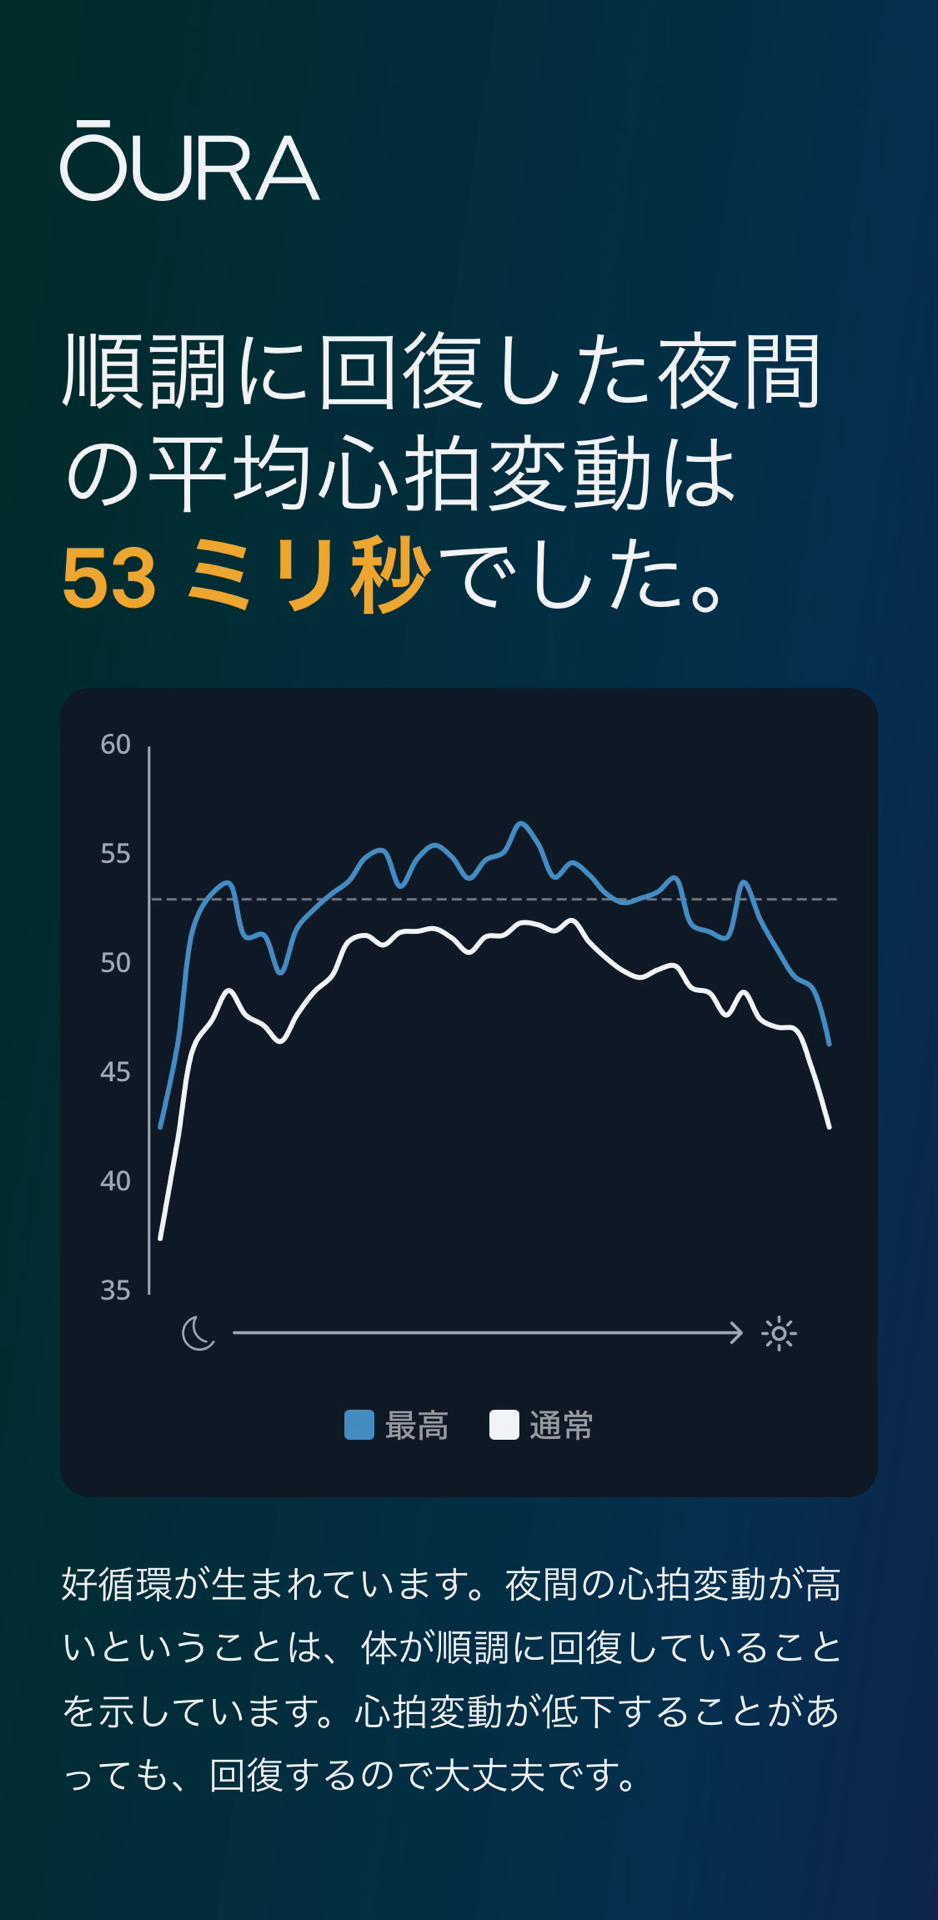 ŌURA
順調に回復した夜間
の平均心拍変動は
53 ミリ秒でした。
60
55
50
45
40
35
最高 通常
好循環が生まれています。夜間の心拍変動が高
いということは、体が順調に回復していること
を示しています。心拍変動が低下することがあ
っても、回復するので大丈夫です。